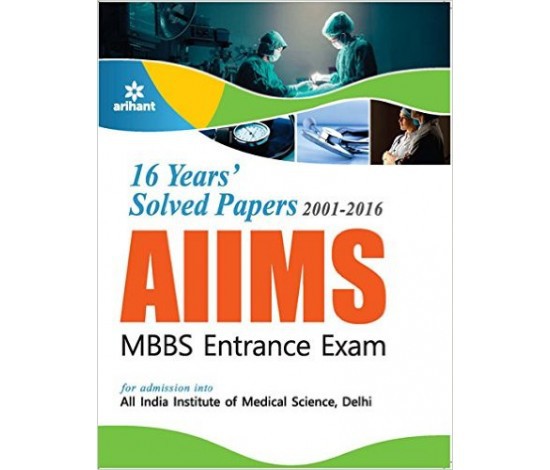 arihant
16 Years'
Solved Papers 2001-2016
AIIMS
MBBS Entrance Exam
for admission into
All India Institute of Medical Science, Delhi